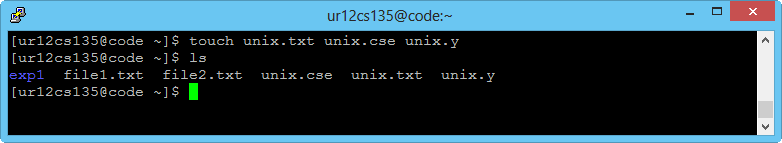 ur12cs135@code:~
[ur12cs135@code ~]$ touch unix.txt unix.cse unix.y
[ur12cs135@code ~]$ ls
exp1  file1.txt  file2.txt  unix.cse  unix.txt  unix.y
[ur12cs135@code ~]$